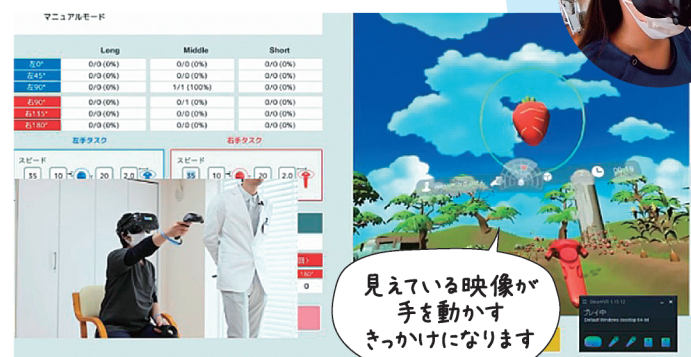 マニュアルモード
Long Middle Short
左0° 0/0 (0%) 0/0 (0%) 0/0 (0%)
左45° 0/0 (0%) 0/0 (0%) 0/0 (0%)
左90° 0/0 (0%) 1/1 (100%) 0/0 (0%)
右90° 0/0 (0%) 0/1 (0%) 0/0 (0%)
右135° 0/0 (0%) 0/0 (0%) 0/0 (0%)
右180° 0/0 (0%) 0/0 (0%) 0/0 (0%)
左手タスク 右手タスク
スピード スピード
35 10 20 2.0 35 10 20 2.0
回)
180°
0
見えている映像が
手を動かす
きっかけになります
SteamVR 1.15.12
プレイ中